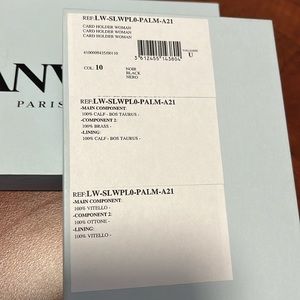 REF:LW-SLWPL0-PALM-A21
CARD HOLDER WOMAN
CARD HOLDER WOMAN
CARD HOLDER WOMAN
U
COL. 10
NOIR
BLACK
NERO
REF:LW-SLWPL0-PALM-A21
-MAIN COMPONENT:
100% CALF - BOS TAURUS -
-COMPONENT 2:
100% BRASS -
-LINING:
100% CALF - BOS TAURUS -
REF:LW-SLWPL0-PALM-A21
-MAIN COMPONENT:
100% VITELLO -
-COMPONENT 2:
100% OTTONE -
-LINING:
100% VITELLO -
ANV
PARIS